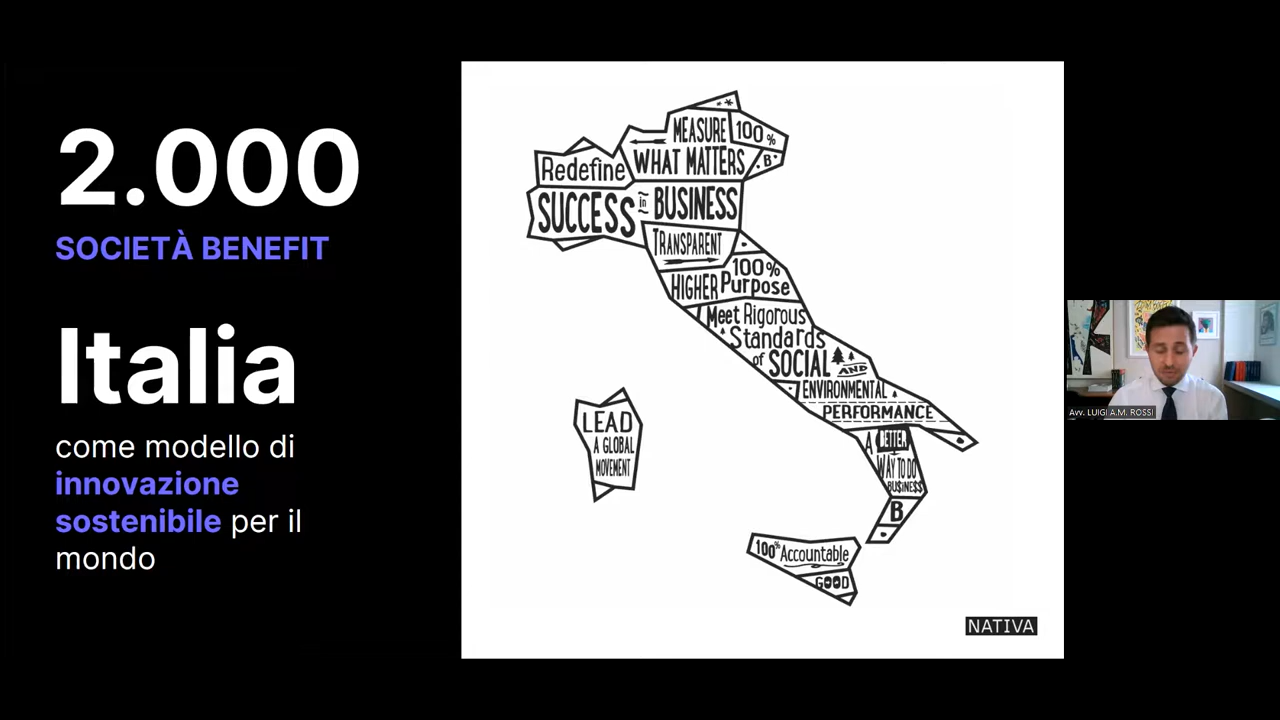 2.000
SOCIETÀ BENEFIT
Italia
come modello di
innovazione
sostenibile per il
mondo
MEASURE 100%
WHAT MATTERS B
Redefine
SUCCESS in BUSINESS
TRANSPARENT
100%
HIGHER Purpose
Meet Rigorous
Standards
of SOCIAL AND
ENVIRONMENTAL
PERFORMANCE
A BETTER
WAY TO DO
BUSINESS
B
LEAD
A GLOBAL
MOVEMENT
100% Accountable
GOOD
NATIVA
Avv. LUIGI A.M. ROSSI